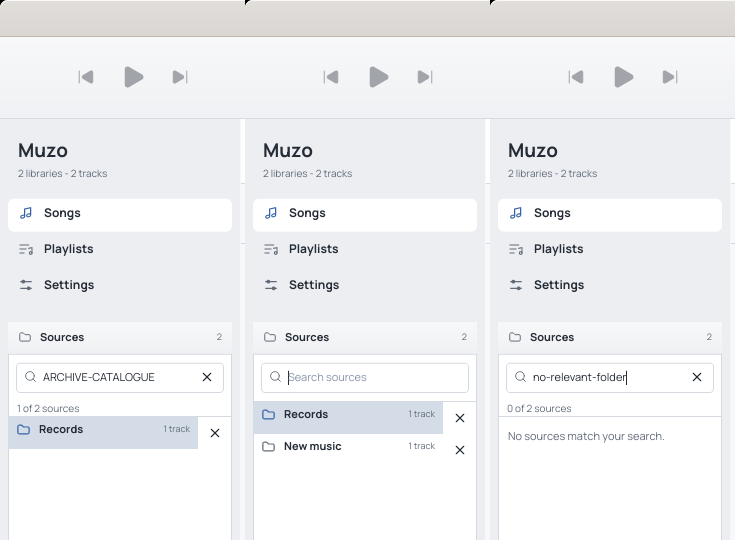 Muzo
2 libraries - 2 tracks
Songs
Playlists
Settings
Sources 2
ARCHIVE-CATALOGUE
1 of 2 sources
Records 1 track
Muzo
2 libraries - 2 tracks
Songs
Playlists
Settings
Sources 2
Search sources
Records 1 track
New music 1 track
Muzo
2 libraries - 2 tracks
Songs
Playlists
Settings
Sources 2
no-relevant-folder
0 of 2 sources
No sources match your search.